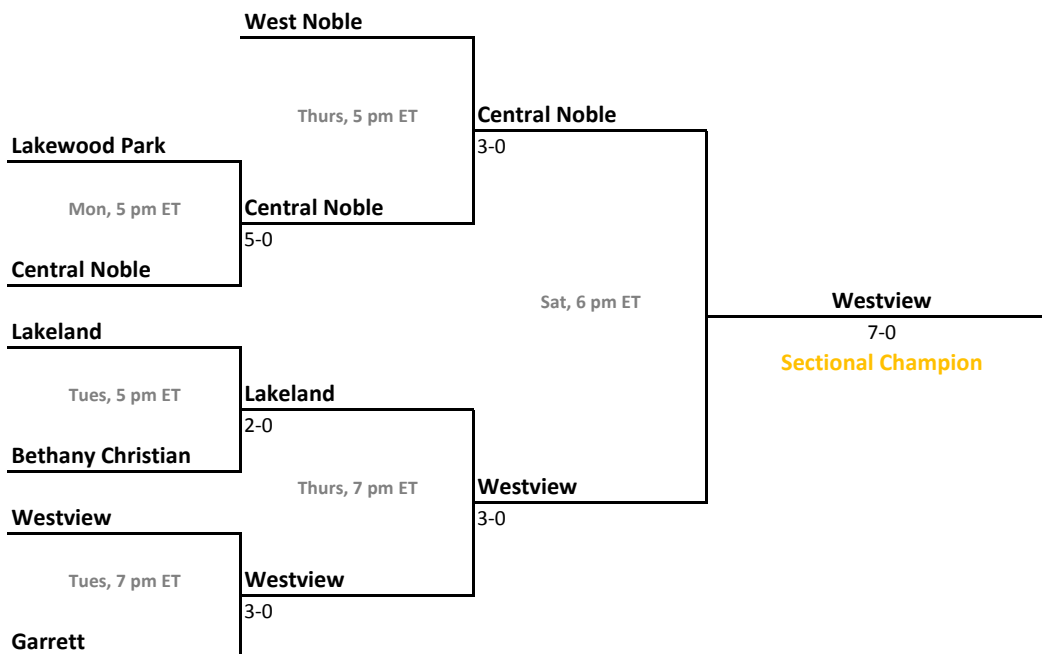 West Noble
Thurs, 5 pm ET
Central Noble
3-0
Lakewood Park
Mon, 5 pm ET
Central Noble
5-0
Central Noble
Sat, 6 pm ET
Westview
7-0
Sectional Champion
Lakeland
Tues, 5 pm ET
Lakeland
2-0
Bethany Christian
Thurs, 7 pm ET
Westview
3-0
Westview
Tues, 7 pm ET
Westview
3-0
Garrett